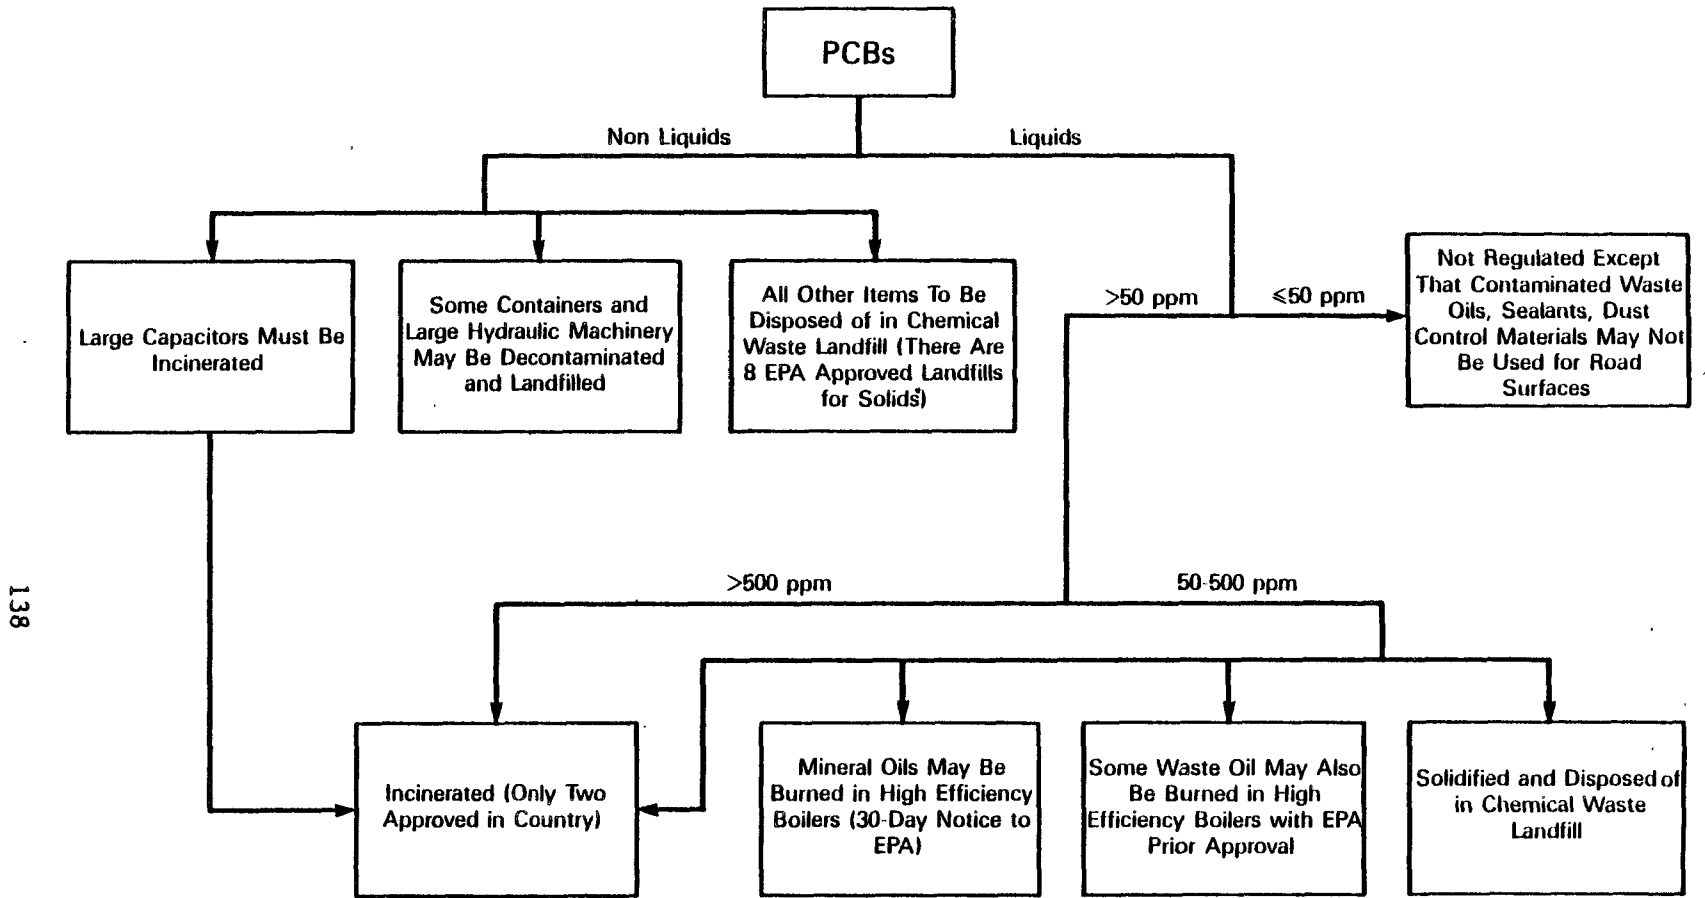 PCBs
Non Liquids
Liquids
Large Capacitors Must Be
Incinerated
Some Containers and
Large Hydraulic Machinery
May Be Decontaminated
and Landfilled
All Other Items To Be
Disposed of in Chemical
Waste Landfill (There Are
8 EPA Approved Landfills
for Solids*)
>50 ppm
⩽50 ppm
Not Regulated Except
That Contaminated Waste
Oils, Sealants, Dust
Control Materials May Not
Be Used for Road
Surfaces
>500 ppm
50-500 ppm
Incinerated (Only Two
Approved in Country)
Mineral Oils May Be
Burned in High Efficiency
Boilers (30-Day Notice to
EPA)
Some Waste Oil May Also
Be Burned in High
Efficiency Boilers with EPA
Prior Approval
Solidified and Disposed of
in Chemical Waste
Landfill
138